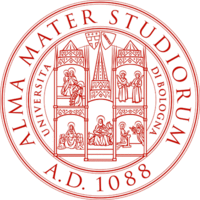 ALMA MATER STUDIORUM
A.D. 1088
UNIVERSITÀ
DI BOLOGNA